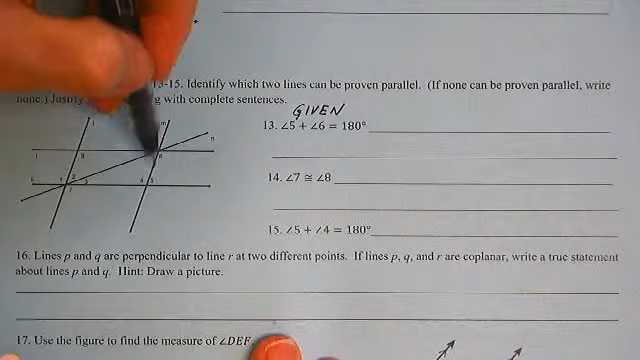 13-15. Identify which two lines can be proven parallel. (If none can be proven parallel, write
none.) Justify g with complete sentences.
GIVEN
13. ∠5 + ∠6 = 180°
14. ∠7 ≅ ∠8
15. ∠5 + ∠4 = 180°
16. Lines p and q are perpendicular to line r at two different points. If lines p, q, and r are coplanar, write a true statement
about lines p and q. Hint: Draw a picture.
17. Use the figure to find the measure of ∠DEF